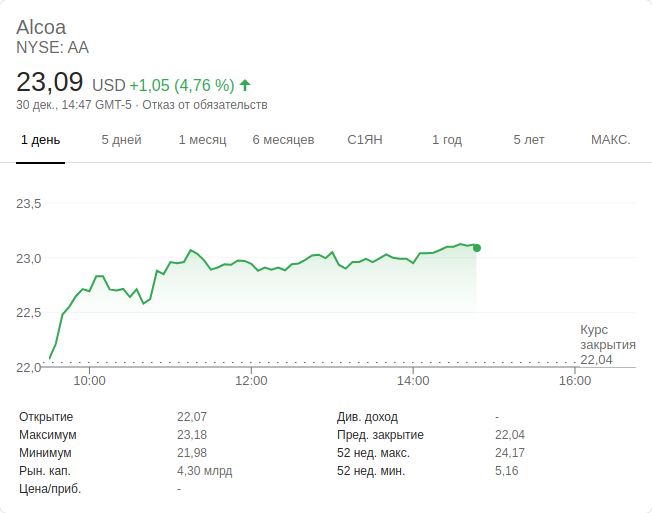 Alcoa
NYSE: AA
23,09 USD +1,05 (4,76 %)
30 дек., 14:47 GMT-5 · Отказ от обязательств
1 день 5 дней 1 месяц 6 месяцев С1ЯН 1 год 5 лет МАКС.
23,5
23,0
22,5
22,0
Курс
закрытия
22,04
10:00 12:00 14:00 16:00
Открытие 22,07
Максимум 23,18
Минимум 21,98
Рын. кап. 4,30 млрд
Цена/приб. -
Див. доход -
Пред. закрытие 22,04
52 нед. макс. 24,17
52 нед. мин. 5,16